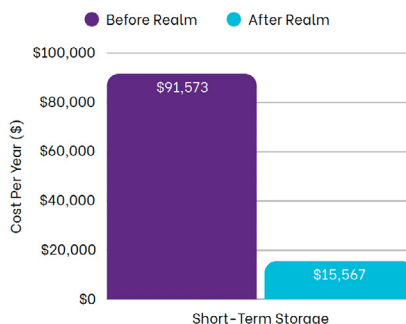 Before Realm After Realm
$100,000
$80,000
$60,000
$40,000
$20,000
$0
Cost Per Year ($)
$91,573
$15,567
Short-Term Storage